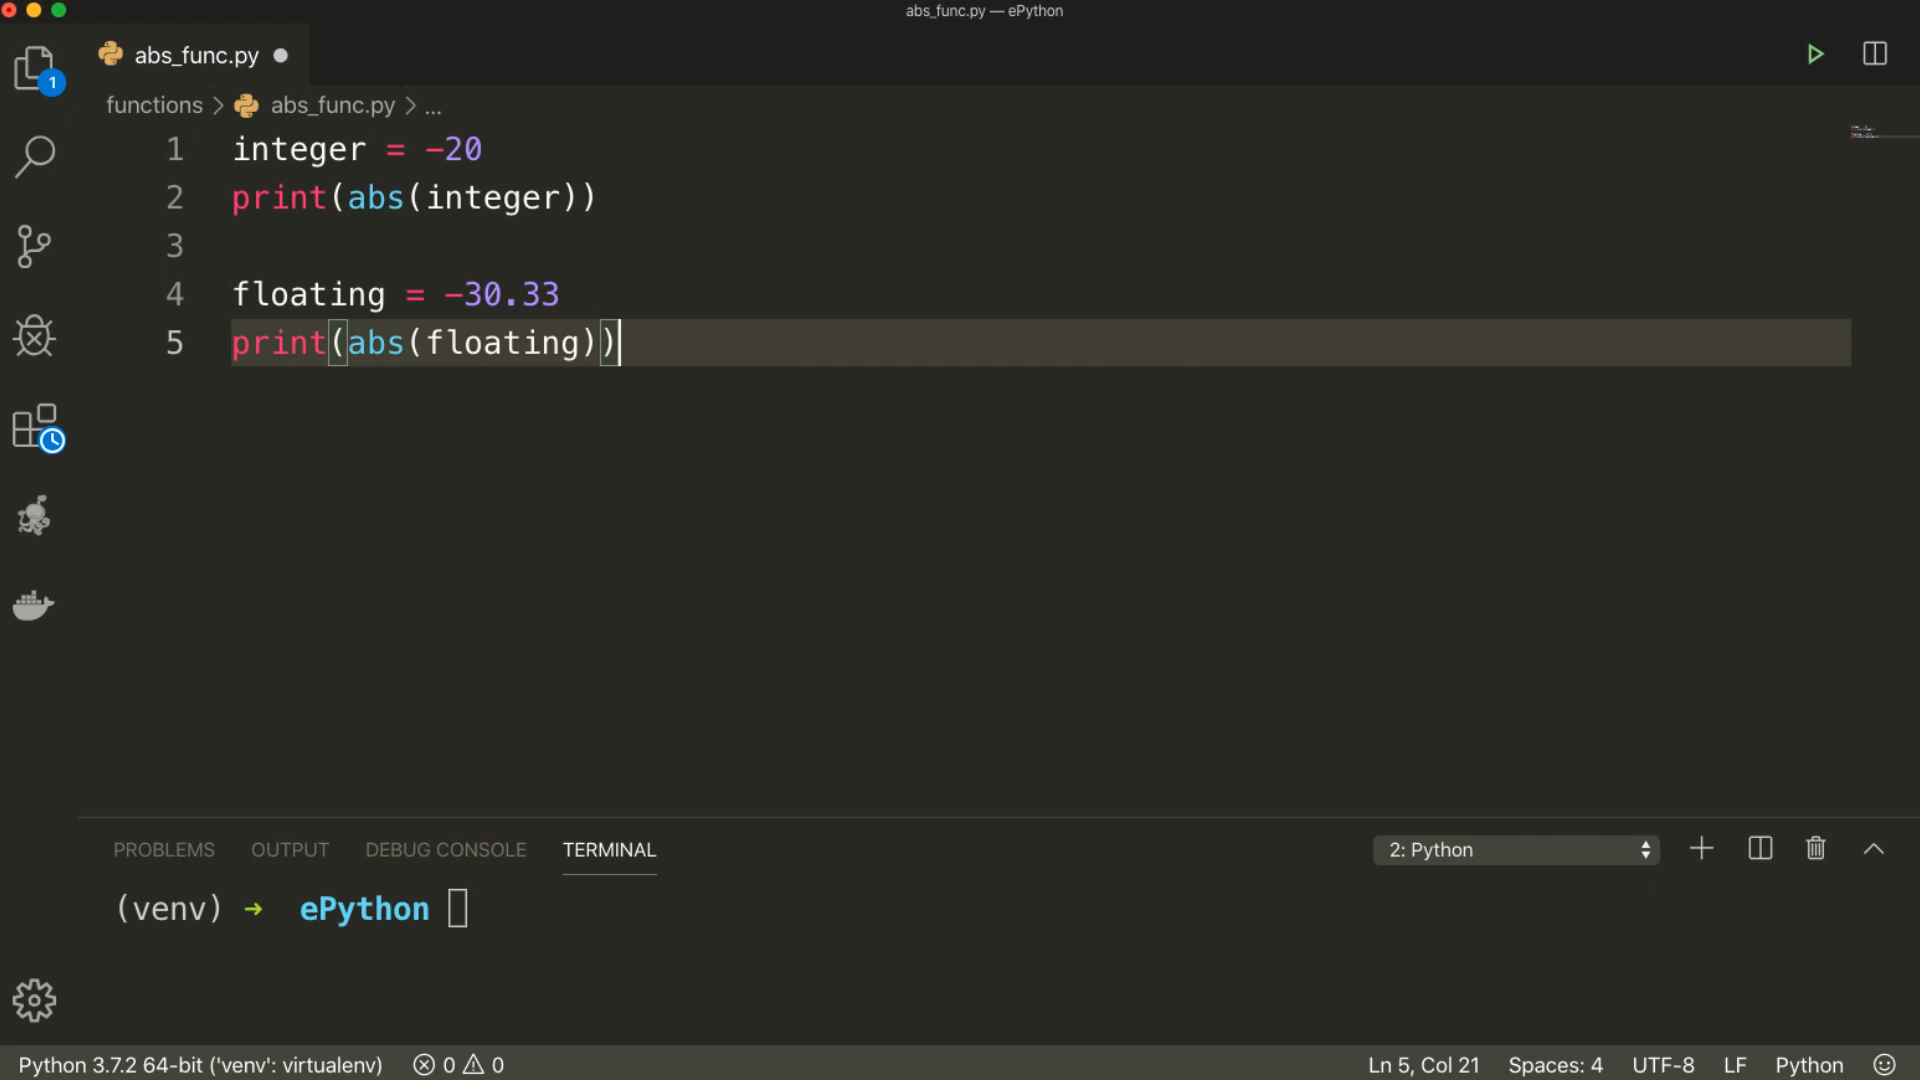 abs_func.py — ePython
abs_func.py
1
functions > abs_func.py > ...
1 integer = -20
2 print(abs(integer))
3
4 floating = -30.33
5 print(abs(floating))
PROBLEMS OUTPUT DEBUG CONSOLE TERMINAL 2: Python
(venv) → ePython
Python 3.7.2 64-bit ('venv': virtualenv) 0 0 Ln 5, Col 21 Spaces: 4 UTF-8 LF Python